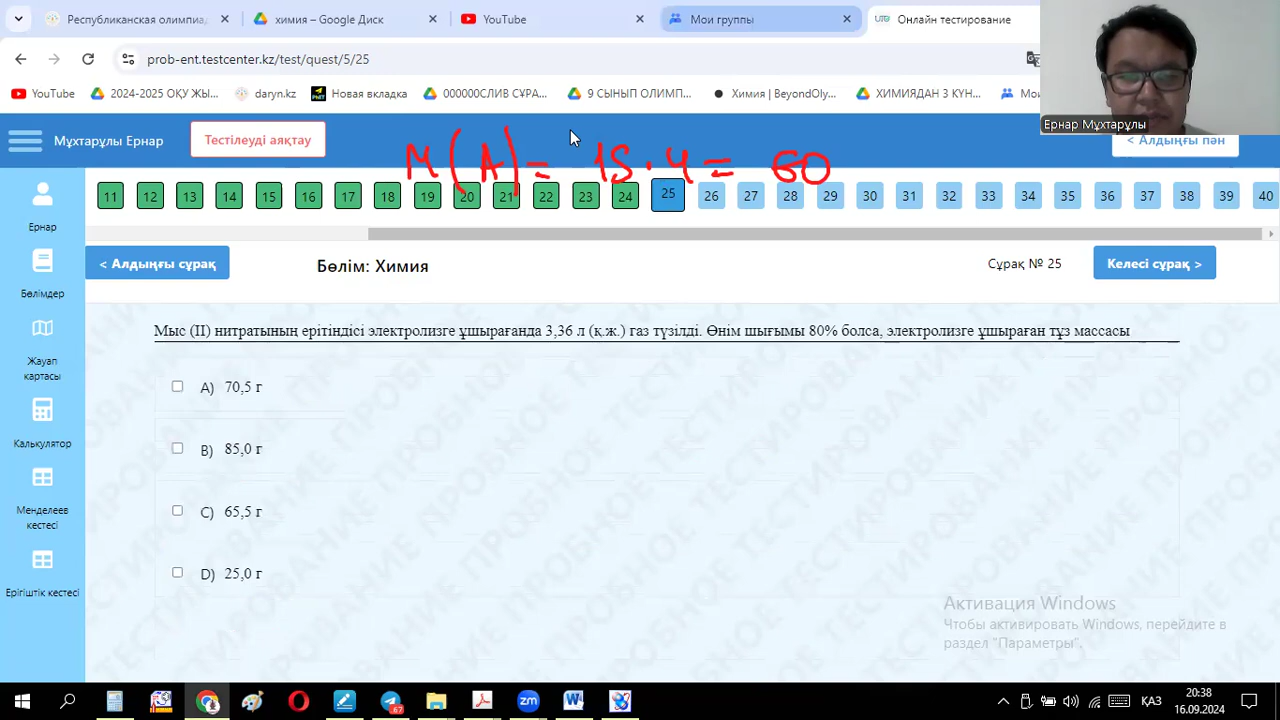 Республиканская олимпиад
химия – Google Диск
YouTube
Мои группы
Онлайн тестирование
prob-ent.testcenter.kz/test/quest/5/25
YouTube
2024-2025 ОҚУ ЖЫ...
daryn.kz
Новая вкладка
000000СЛИВ СҰРА...
9 СЫНЫП ОЛИМП...
Химия | BeyondOly...
ХИМИЯДАН 3 КҮН...
Мои
Ернар Мұхтарұлы
Мұхтарұлы Ернар
Тестілеуді аяқтау
М(А)= 15·4= 60
< Алдыңғы пән
11 12 13 14 15 16 17 18 19 20 21 22 23 24 25 26 27 28 29 30 31 32 33 34 35 36 37 38 39 40
Ернар
Бөлімдер
Жауап картасы
Калькулятор
Менделеев кестесі
Ерігіштік кестесі
< Алдыңғы сұрақ
Бөлім: Химия
Сұрақ № 25
Келесі сұрақ >
Мыс (II) нитратының ерітіндісі электролизге ұшырағанда 3,36 л (қ.ж.) газ түзілді. Өнім шығымы 80% болса, электролизге ұшыраған тұз массасы
A) 70,5 г
B) 85,0 г
C) 65,5 г
D) 25,0 г
Активация Windows
Чтобы активировать Windows, перейдите в
раздел "Параметры".
67
zm
ҚАЗ
20:38
16.09.2024